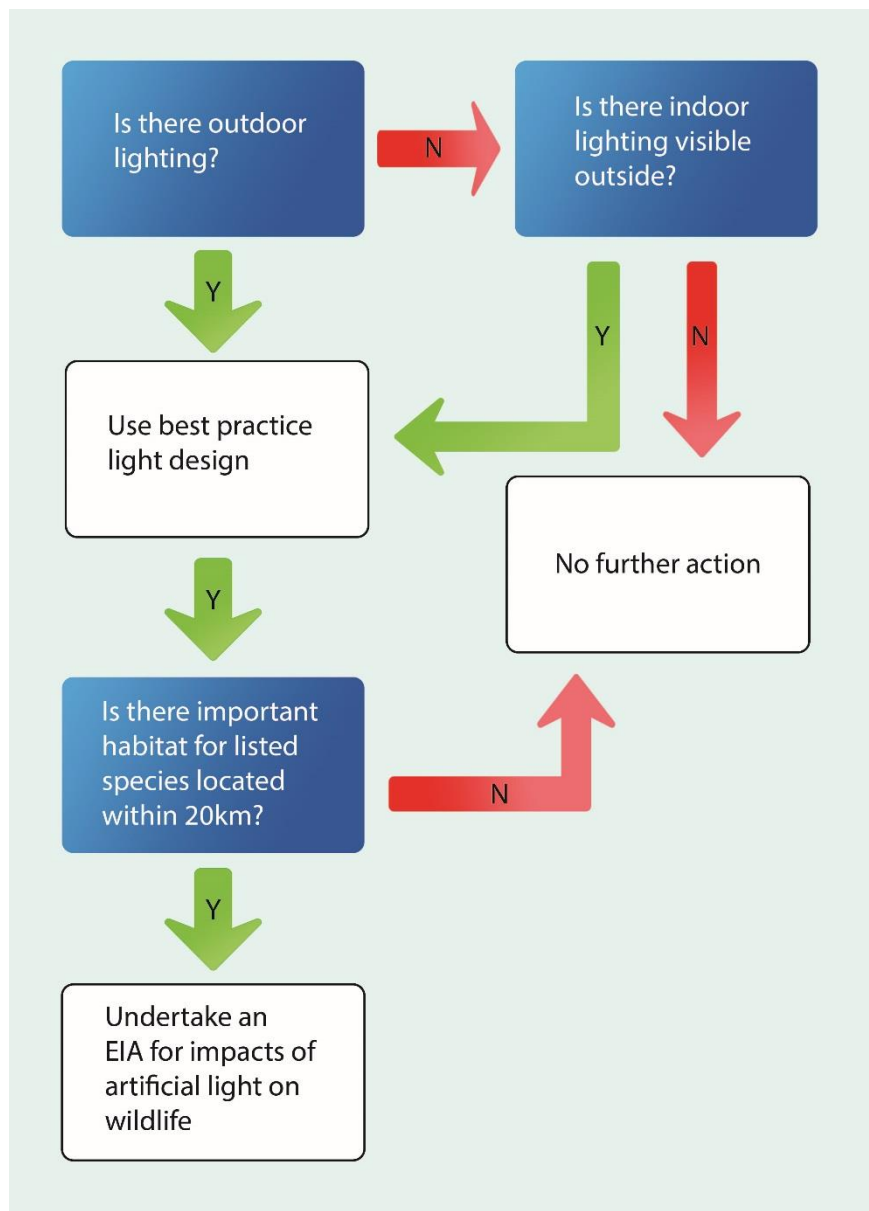 Is there outdoor
lighting?
N
Is there indoor
lighting visible
outside?
Y
Y
N
Use best practice
light design
No further action
Y
Is there important
habitat for listed
species located
within 20km?
N
Y
Undertake an
EIA for impacts of
artificial light on
wildlife